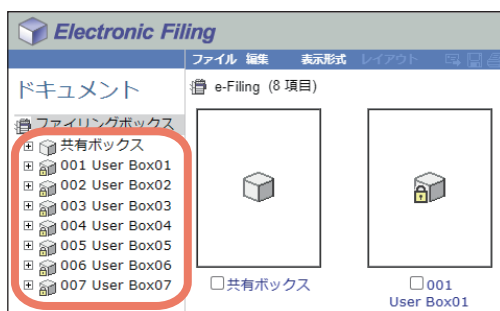 Electronic Filing
ファイル 編集 表示形式 レイアウト
ドキュメント
e-Filing (8 項目)
ファイリングボックス
共有ボックス
001 User Box01
002 User Box02
003 User Box03
004 User Box04
005 User Box05
006 User Box06
007 User Box07
共有ボックス
001
User Box01